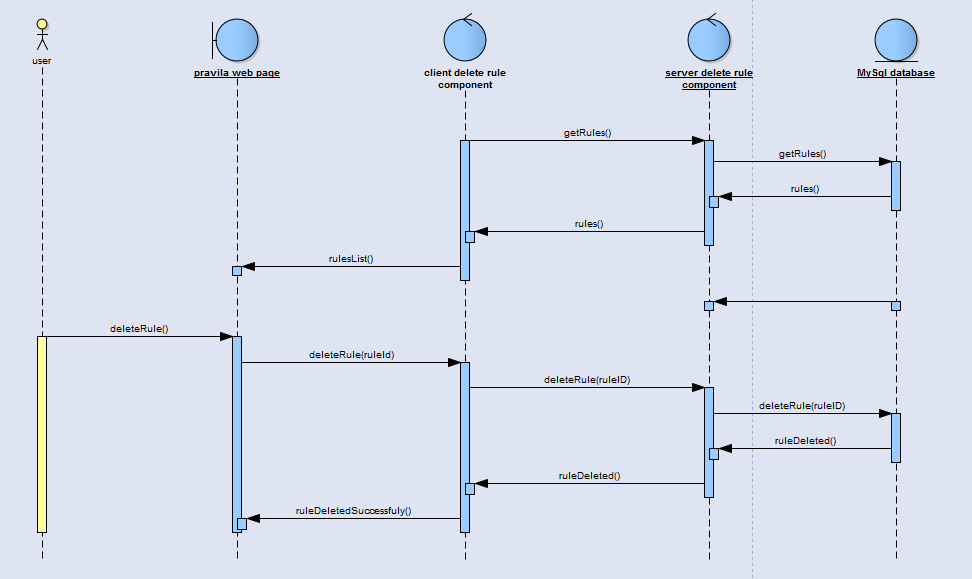 user
pravila web page
client delete rule
component
server delete rule
component
MySql database
getRules()
getRules()
rules()
rules()
rulesList()
deleteRule()
deleteRule(ruleId)
deleteRule(ruleID)
deleteRule(ruleID)
ruleDeleted()
ruleDeleted()
ruleDeletedSuccessfuly()